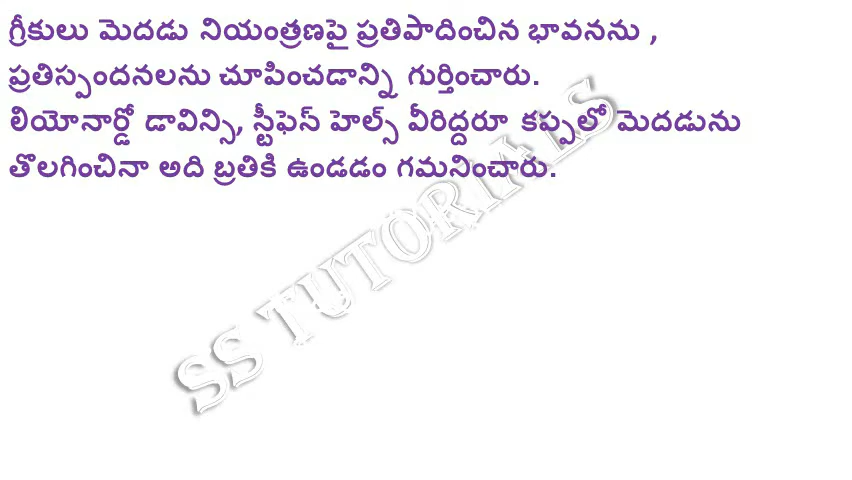 గ్రీకులు మెదడు నియంత్రణపై ప్రతిపాదించిన భావనను ,
ప్రతిస్పందనలను చూపించడాన్ని గుర్తించారు.
లియోనార్డో డావిన్సి, స్టీఫెస్ హెల్స్ వీరిద్దరూ కప్పలో మెదడును
తొలగించినా అది బ్రతికి ఉండడం గమనించారు.
SS TUTORIALS